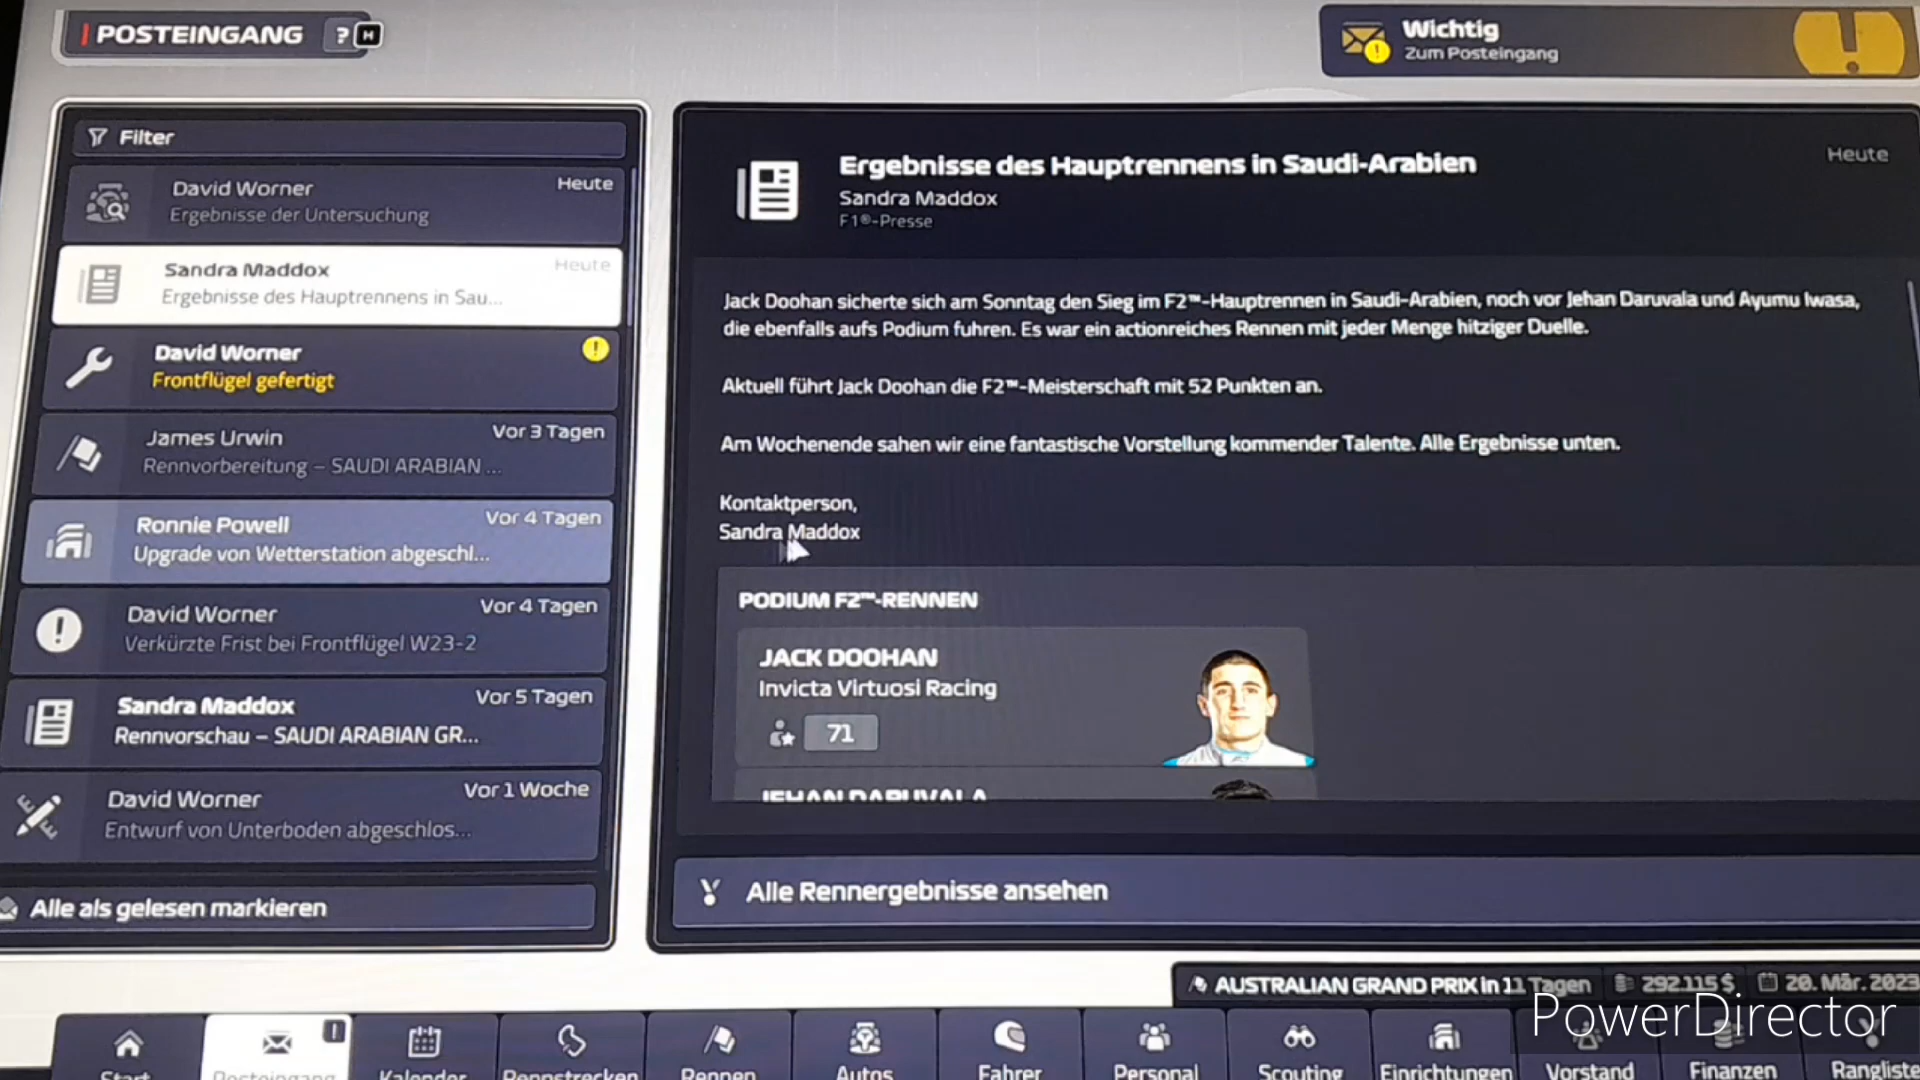 POSTEINGANG ? H
Wichtig
Zum Posteingang
Filter
David Worner Heute
Ergebnisse der Untersuchung
Sandra Maddox Heute
Ergebnisse des Hauptrennens in Sau...
David Worner
Frontflügel gefertigt
James Urwin Vor 3 Tagen
Rennvorbereitung – SAUDI ARABIAN ...
Ronnie Powell Vor 4 Tagen
Upgrade von Wetterstation abgeschl...
David Worner Vor 4 Tagen
Verkürzte Frist bei Frontflügel W23-2
Sandra Maddox Vor 5 Tagen
Rennvorschau – SAUDI ARABIAN GR...
David Worner Vor 1 Woche
Entwurf von Unterboden abgeschlos...
Alle als gelesen markieren
Ergebnisse des Hauptrennens in Saudi-Arabien Heute
Sandra Maddox
F1®-Presse
Jack Doohan sicherte sich am Sonntag den Sieg im F2™-Hauptrennen in Saudi-Arabien, noch vor Jehan Daruvala und Ayumu Iwasa,
die ebenfalls aufs Podium fuhren. Es war ein actionreiches Rennen mit jeder Menge hitziger Duelle.
Aktuell führt Jack Doohan die F2™-Meisterschaft mit 52 Punkten an.
Am Wochenende sahen wir eine fantastische Vorstellung kommender Talente. Alle Ergebnisse unten.
Kontaktperson,
Sandra Maddox
PODIUM F2™-RENNEN
JACK DOOHAN
Invicta Virtuosi Racing
71
JEHAN DARUVALA
Alle Rennergebnisse ansehen
AUSTRALIAN GRAND PRIX in 11 Tagen 292.115 $ 20. Mär. 2023
PowerDirector
Start Posteingang Kalender Rennstrecken Rennen Autos Fahrer Personal Scouting Einrichtungen Vorstand Finanzen Rangliste